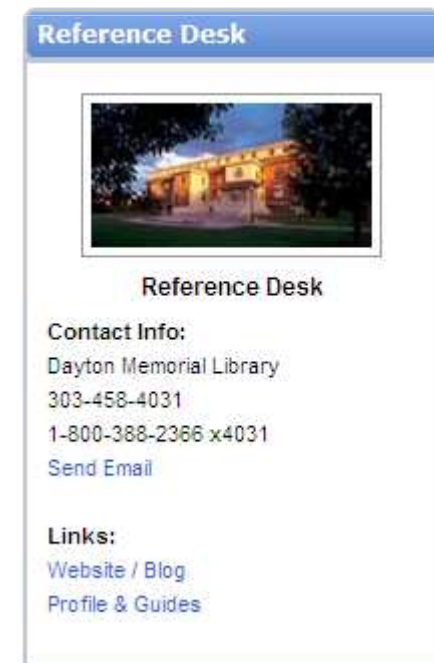 Reference Desk
Reference Desk
Contact Info:
Dayton Memorial Library
303-458-4031
1-800-388-2366 x4031
Send Email
Links:
Website / Blog
Profile & Guides